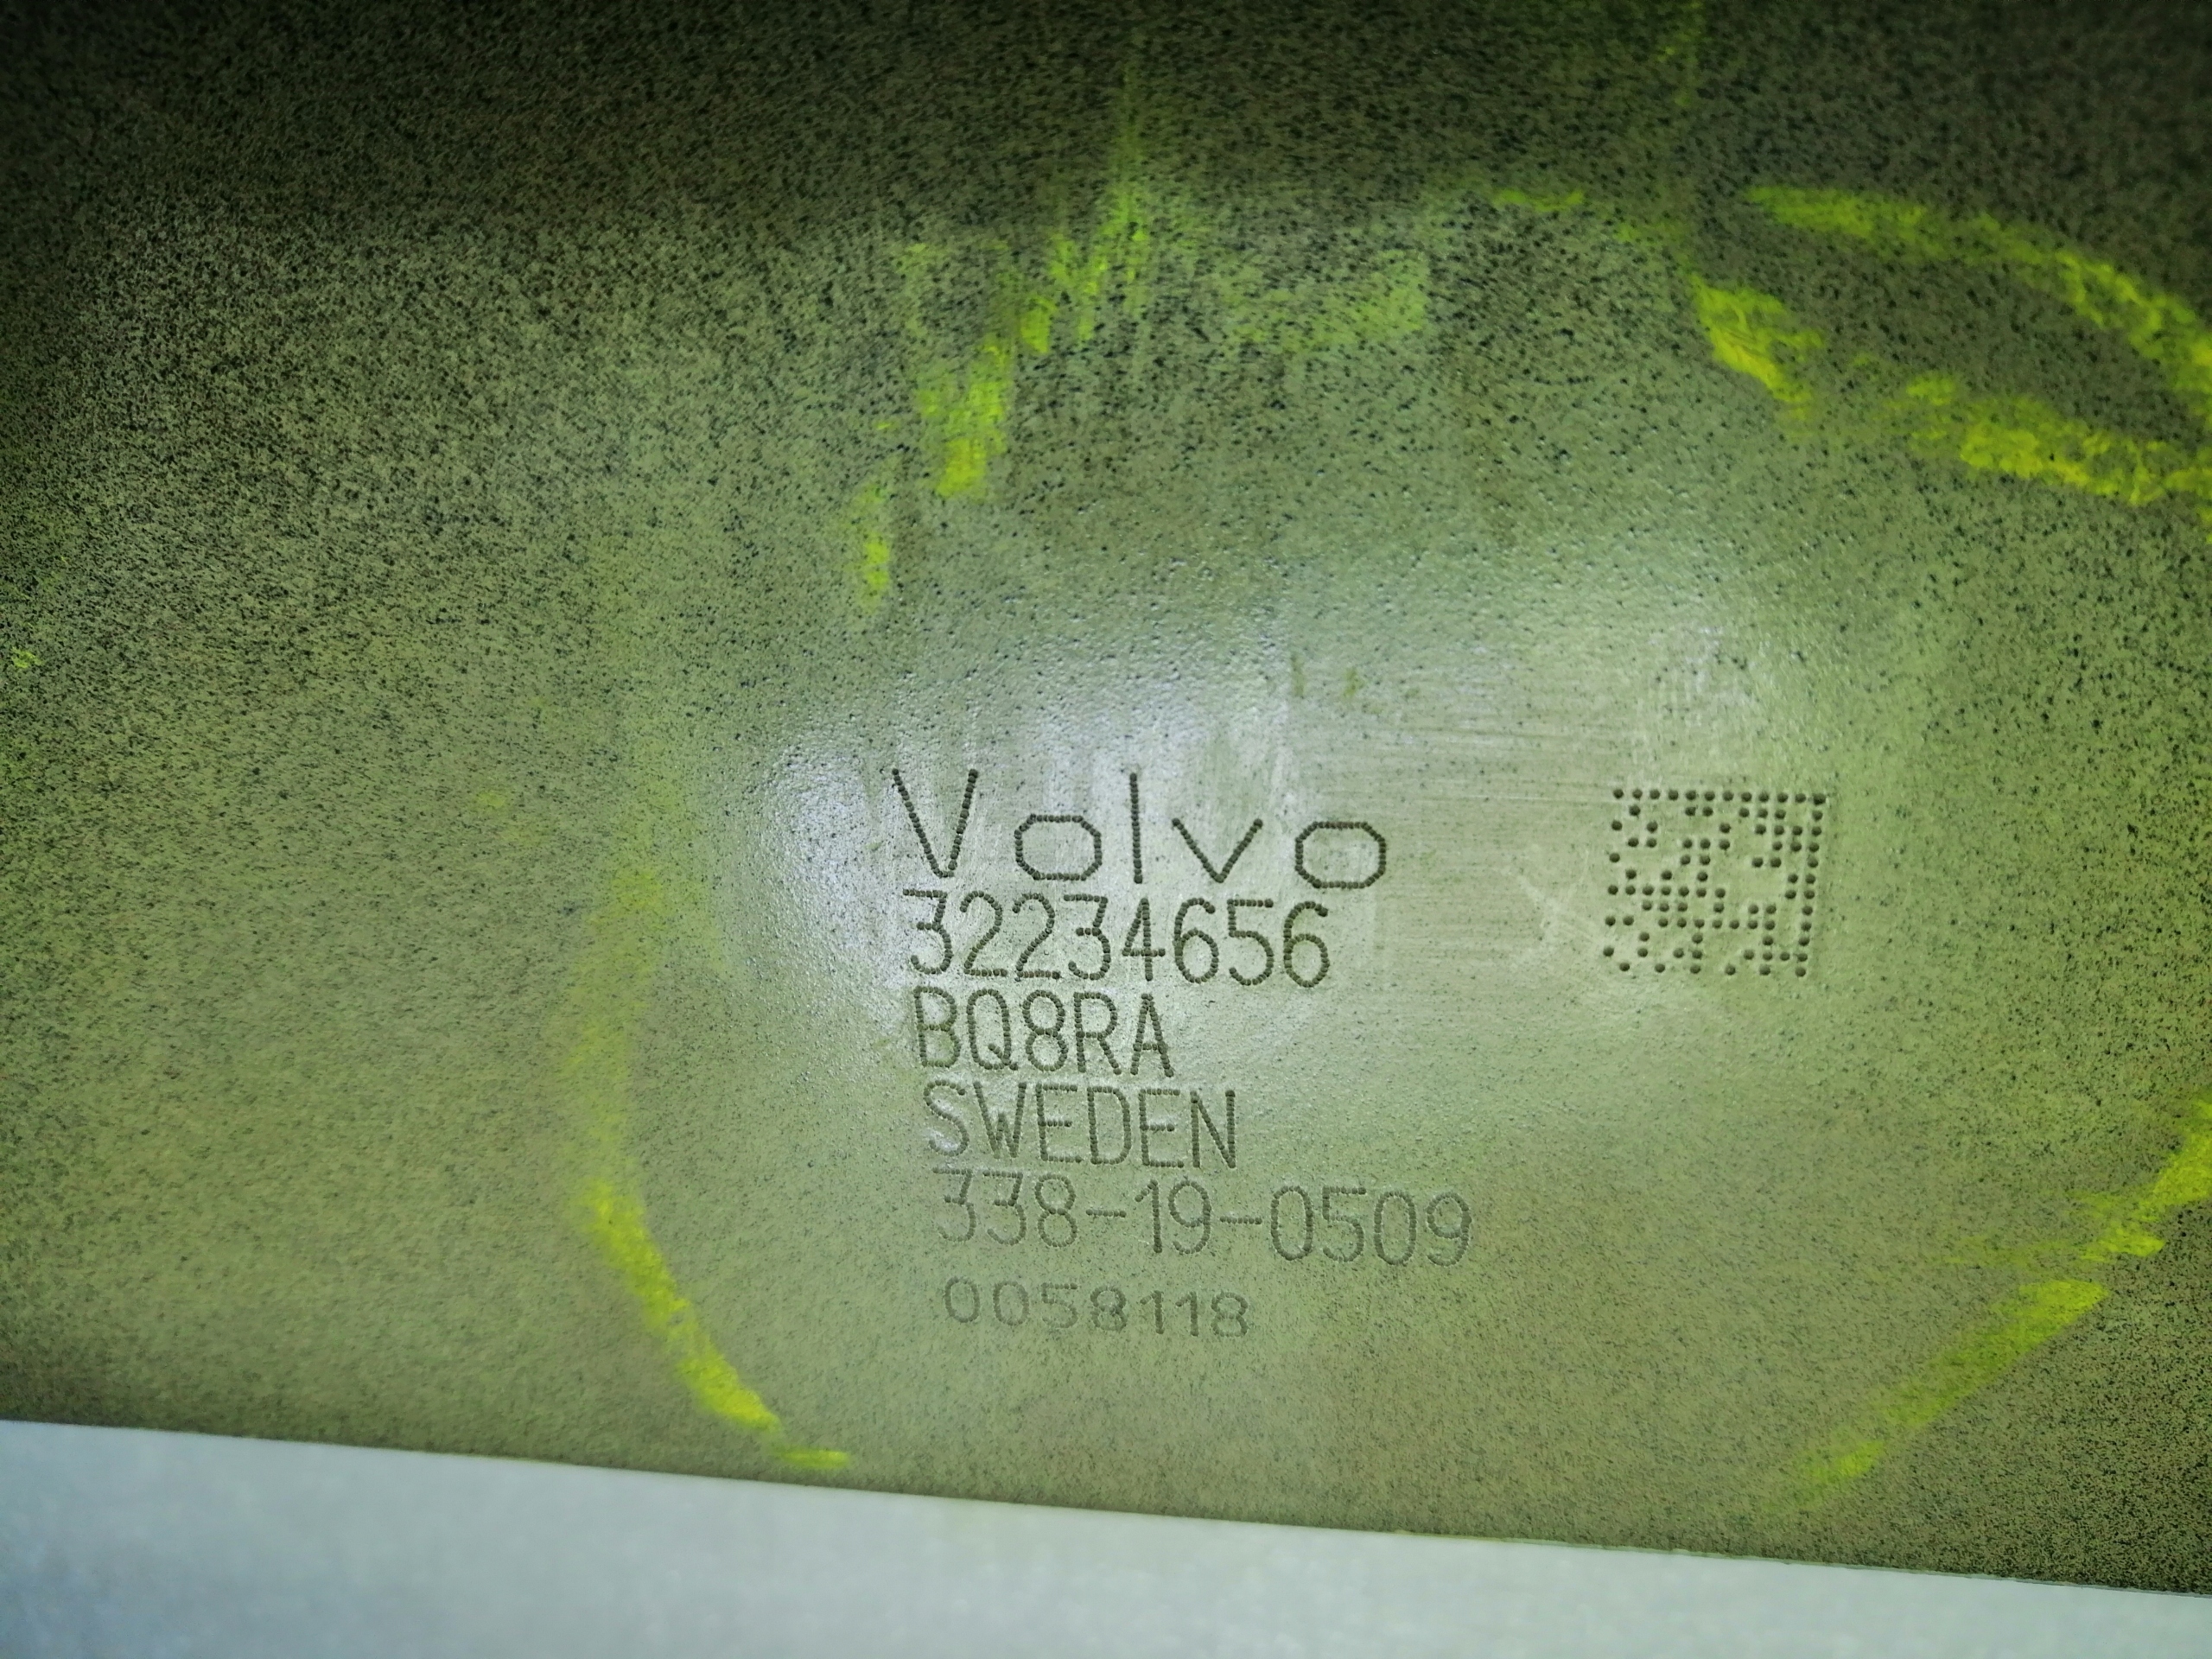 Volvo
32234656
BQ8RA
SWEDEN
338-19-0509
0058118